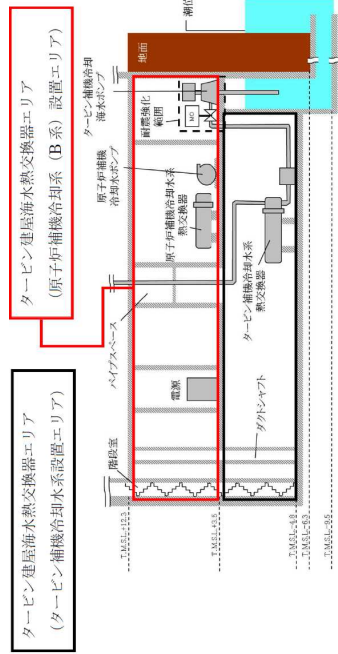 タービン建屋海水熱交換器エリア
(タービン補機冷却水系設置エリア)
タービン建屋海水熱交換器エリア
(原子炉補機冷却系(B系)設置エリア)
階段室
パイプスペース
電源
原子炉補機
冷却水ポンプ
原子炉補機冷却水系
熱交換器
タービン補機冷却
海水ポンプ
耐震強化
範囲
MO
地面
潮位
ダクトシャフト
タービン補機冷却水系
熱交換器
T.M.S.L.+12.3
T.M.S.L.+3.5
T.M.S.L.-4.8
T.M.S.L.-6.3
T.M.S.L.-9.5